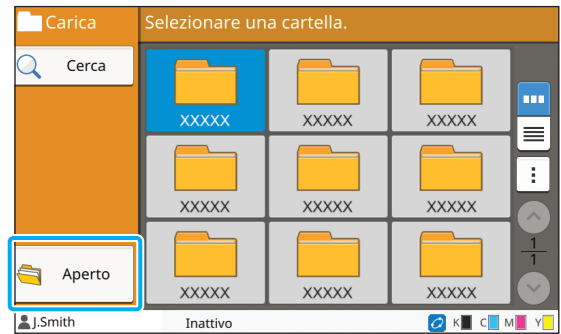 Carica
Selezionare una cartella.
Cerca
XXXXX XXXXX XXXXX
XXXXX XXXXX XXXXX
1
1
Aperto
XXXXX XXXXX XXXXX
J.Smith
Inattivo
K C M Y